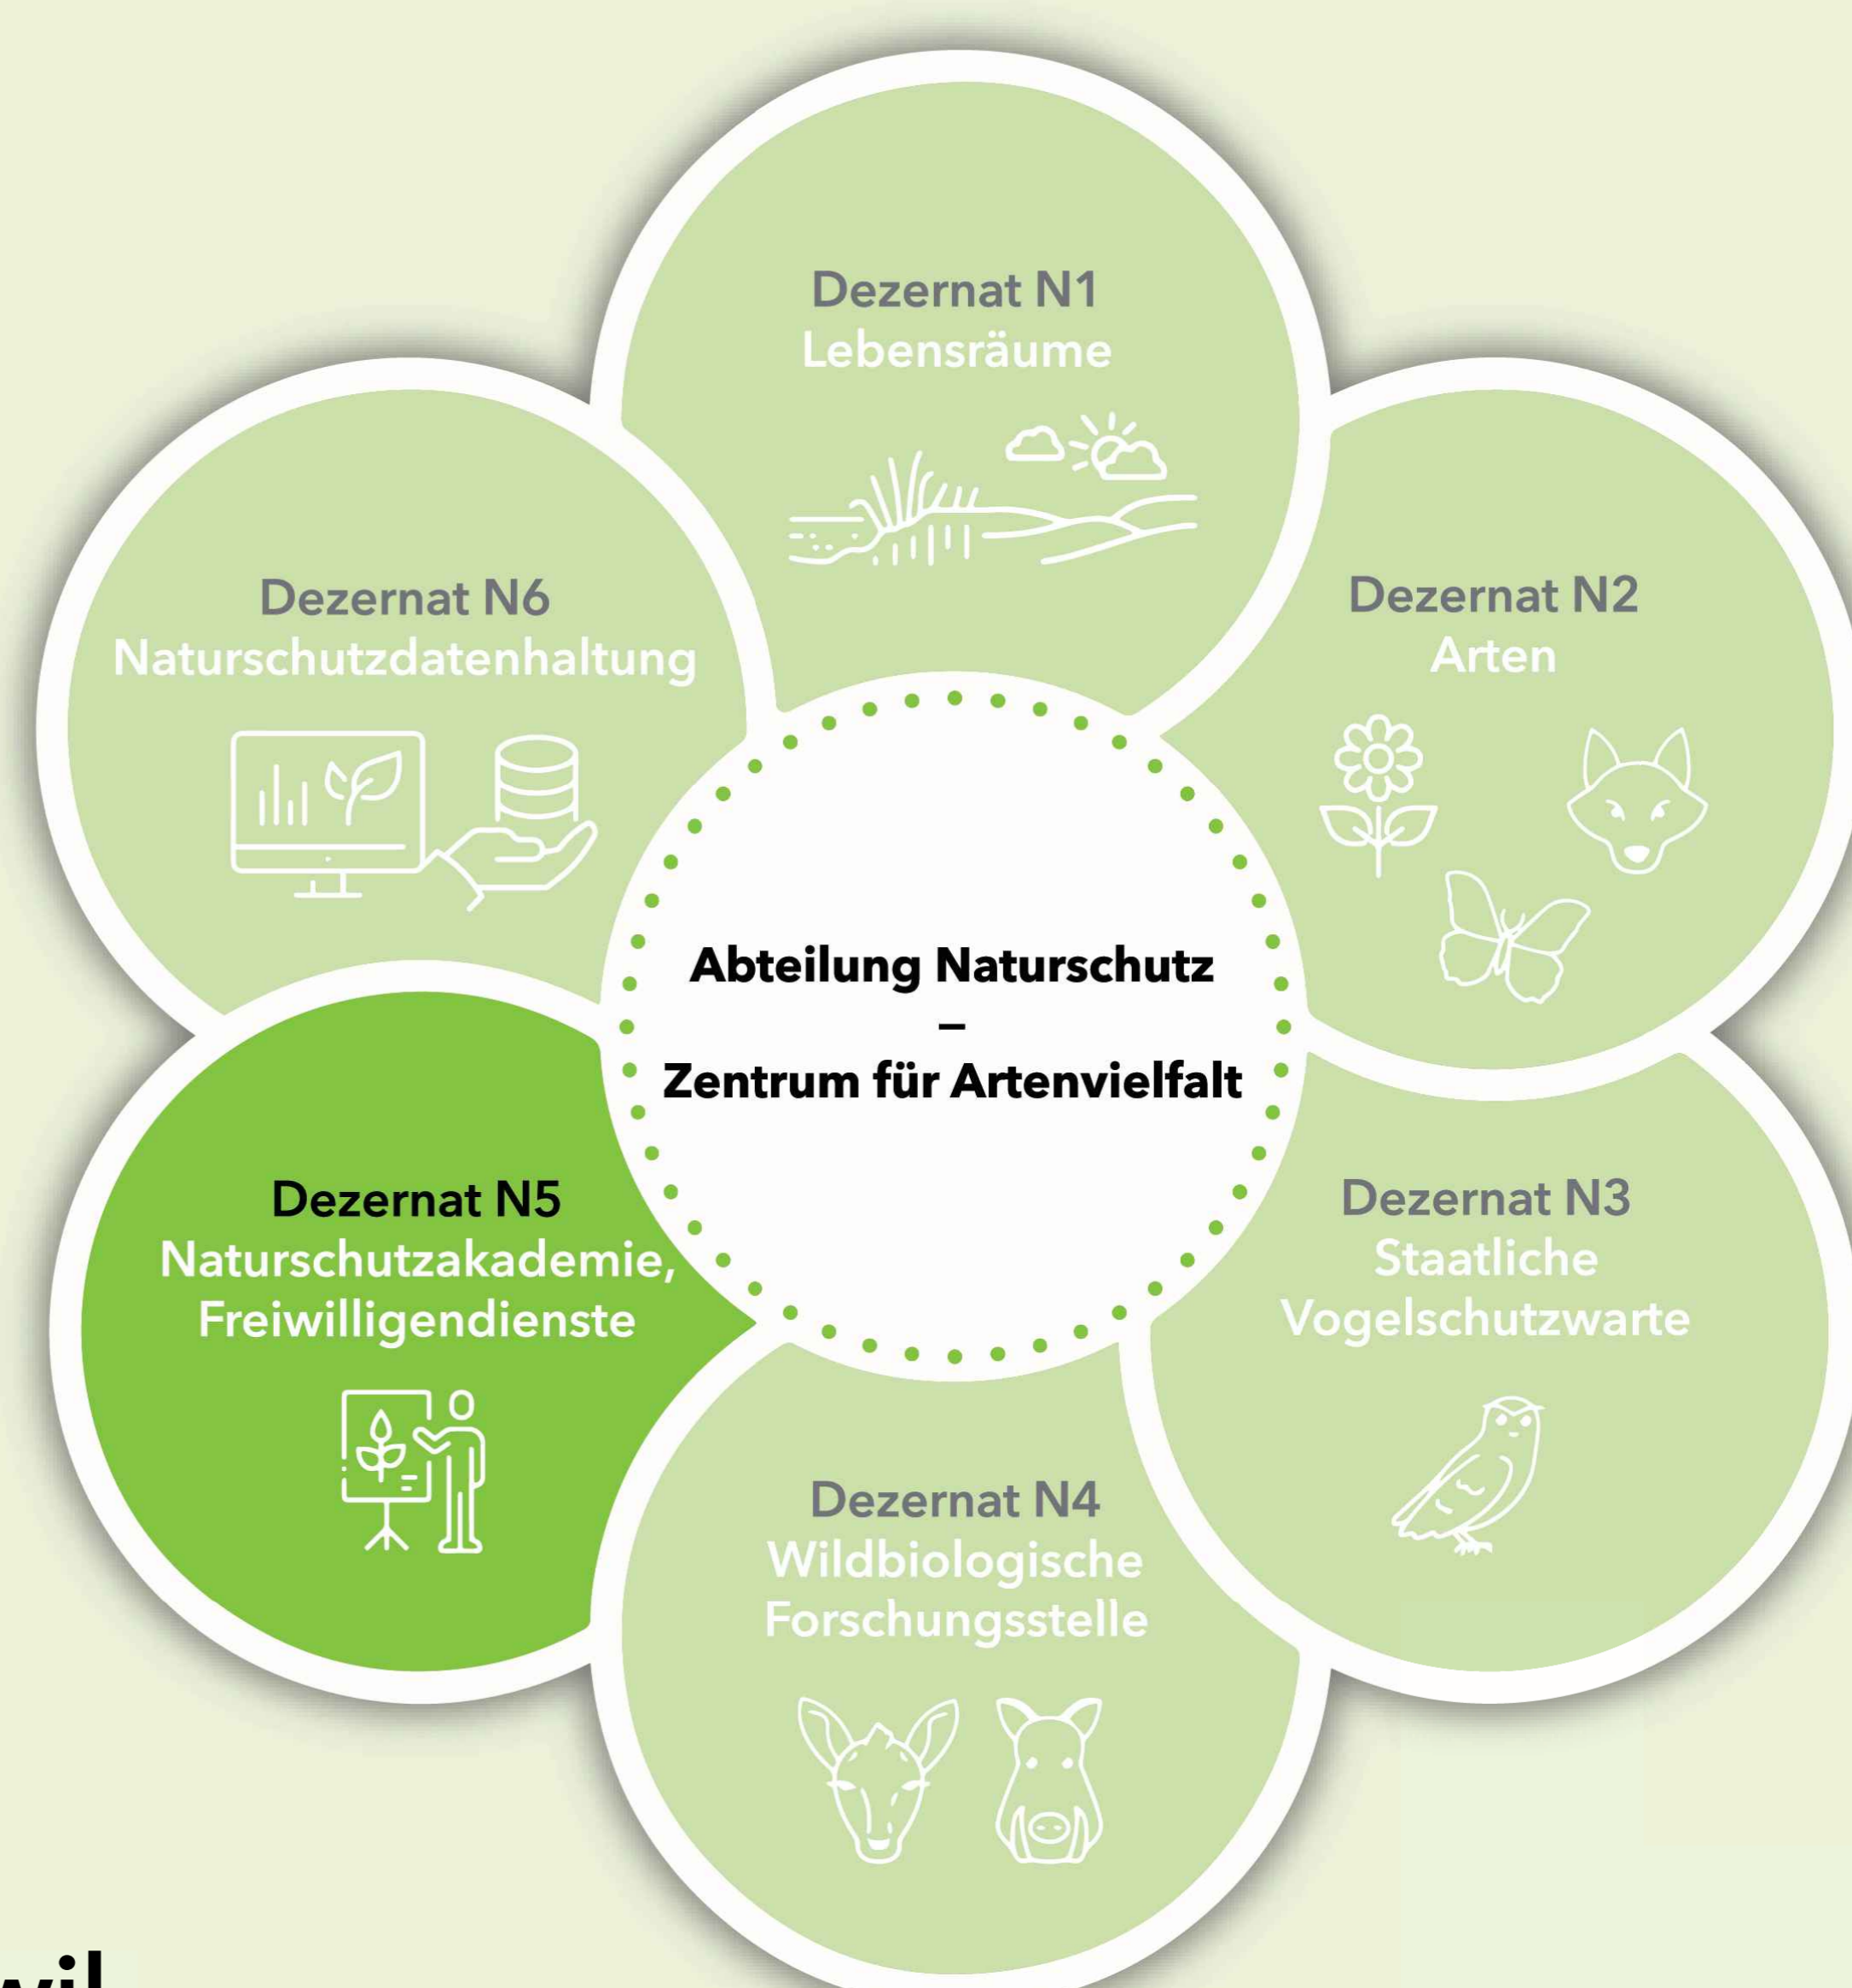 Dezernat N1
Lebensräume
Dezernat N2
Arten
Dezernat N3
Staatliche
Vogelschutzwarte
Dezernat N4
Wildbiologische
Forschungsstelle
Dezernat N5
Naturschutzakademie,
Freiwilligendienste
Dezernat N6
Naturschutzdatenhaltung
Abteilung Naturschutz
–
Zentrum für Artenvielfalt